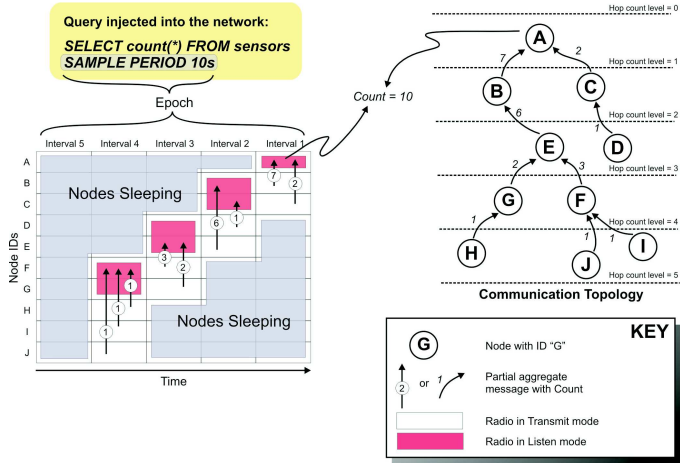 Query injected into the network:
SELECT count(*) FROM sensors
SAMPLE PERIOD 10s
Epoch
Interval 5 Interval 4 Interval 3 Interval 2 Interval 1
Node IDs
A
B
C
D
E
F
G
H
I
J
Nodes Sleeping
Nodes Sleeping
7
2
6
1
3
2
1
1
1
Time
Count = 10
Hop count level = 0
A
7
2
Hop count level = 1
B
C
6
1
Hop count level = 2
E
D
2
3
Hop count level = 3
G
F
1
1
1
Hop count level = 4
H
J
I
Hop count level = 5
Communication Topology
KEY
G
Node with ID “G”
2
or
1
Partial aggregate
message with Count
Radio in Transmit mode
Radio in Listen mode